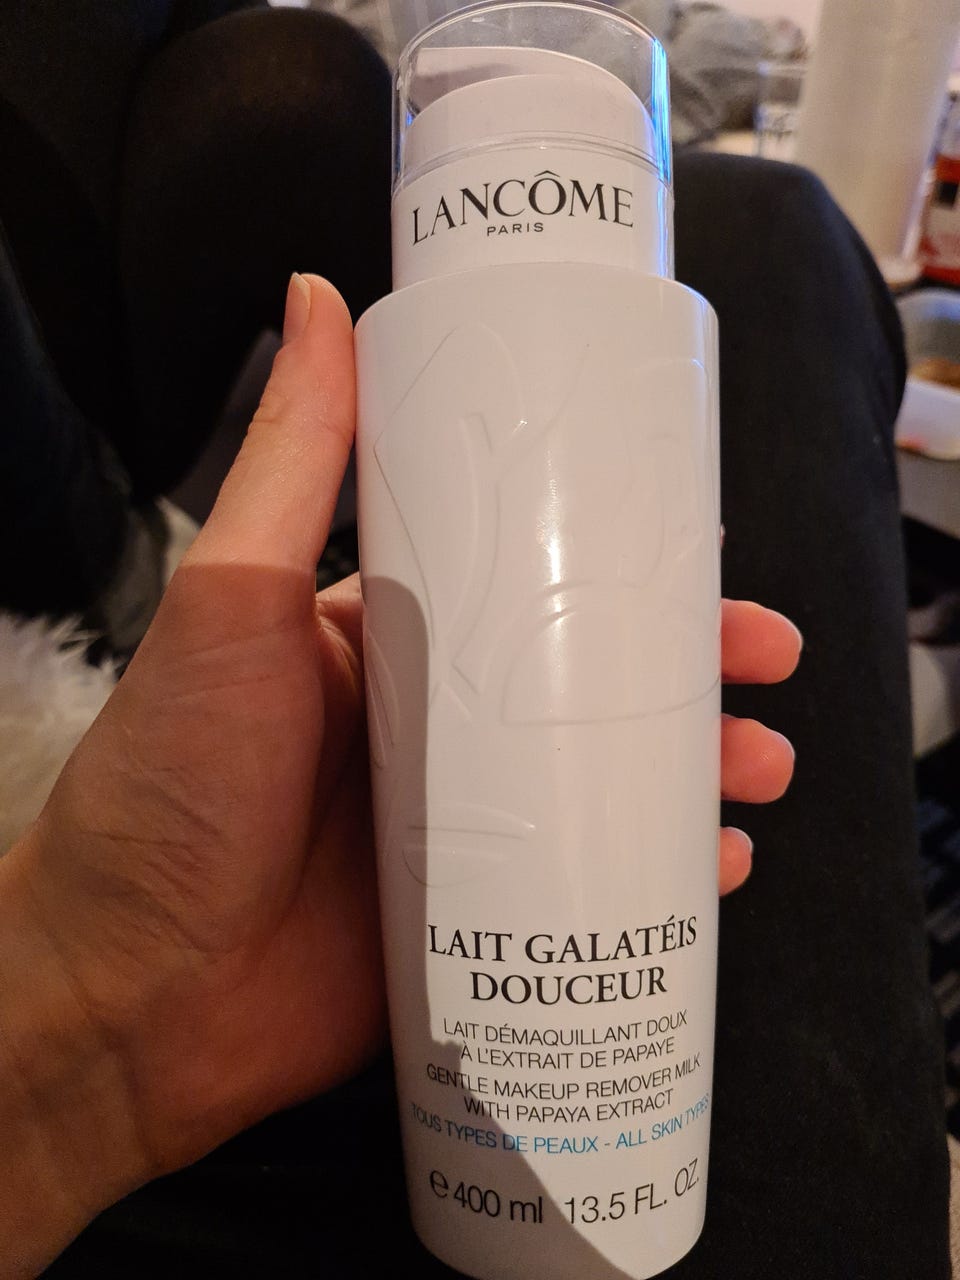 LANCÔME
PARIS
LAIT GALATÉIS
DOUCEUR
LAIT DÉMAQUILLANT DOUX
À L'EXTRAIT DE PAPAYE
GENTLE MAKEUP REMOVER MILK
WITH PAPAYA EXTRACT
TOUS TYPES DE PEAUX - ALL SKIN TYPES
℮ 400 ml 13.5 FL. OZ.